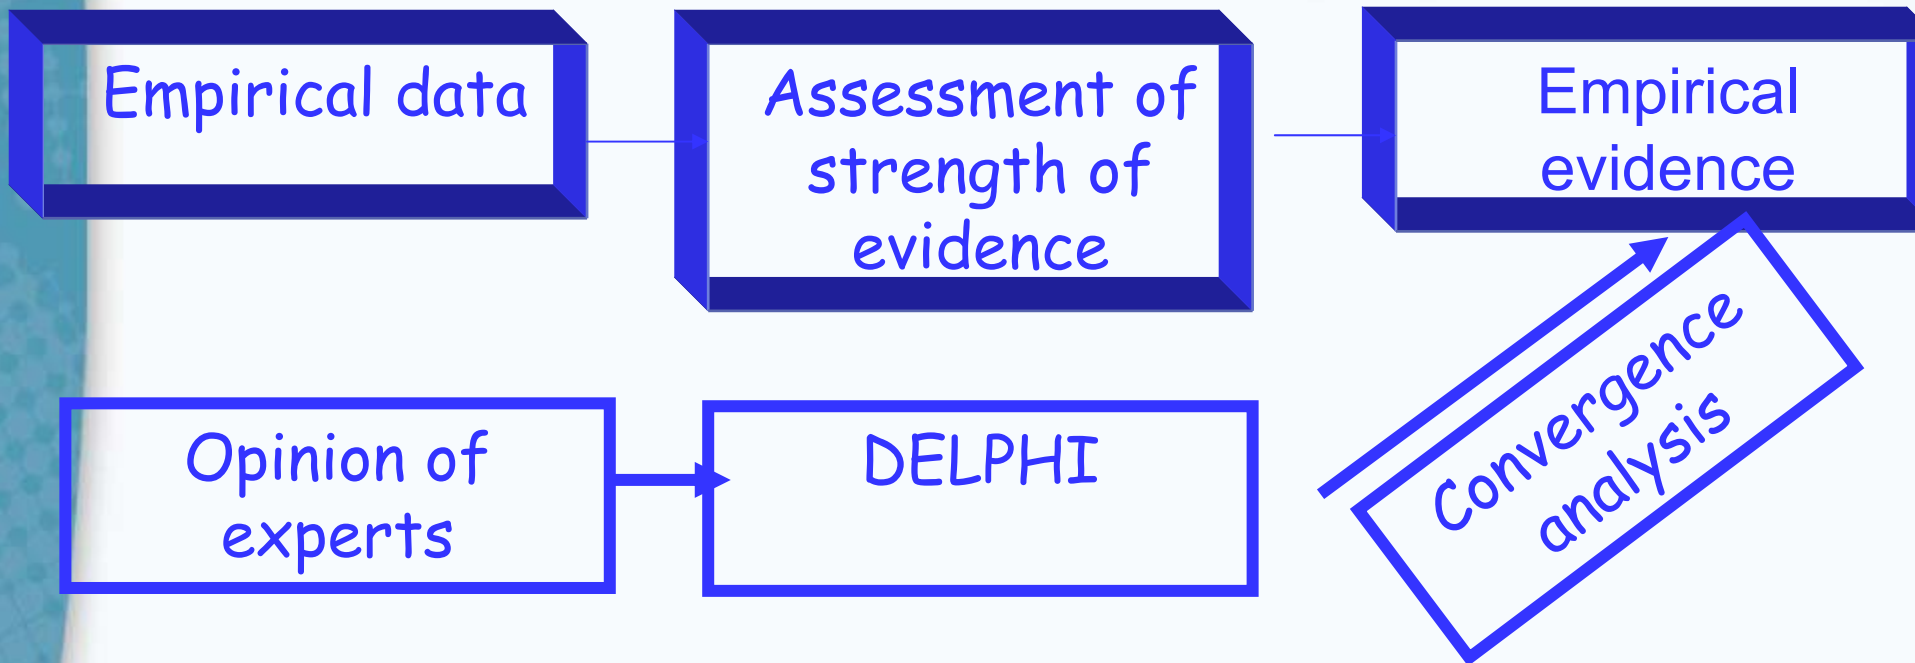 Empirical data
Assessment of
strength of
evidence
Empirical
evidence
Opinion of
experts
DELPHI
Convergence
analysis